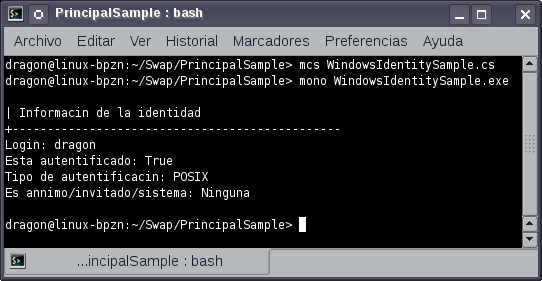 PrincipalSample : bash
Archivo Editar Ver Historial Marcadores Preferencias Ayuda
dragon@linux-bpzn:~/Swap/PrincipalSample> mcs WindowsIdentitySample.cs
dragon@linux-bpzn:~/Swap/PrincipalSample> mono WindowsIdentitySample.exe
| Informacin de la identidad
+-----------------------------------------------
Login: dragon
Esta autentificado: True
Tipo de autentificacin: POSIX
Es annimo/invitado/sistema: Ninguna
dragon@linux-bpzn:~/Swap/PrincipalSample>
...incipalSample : bash